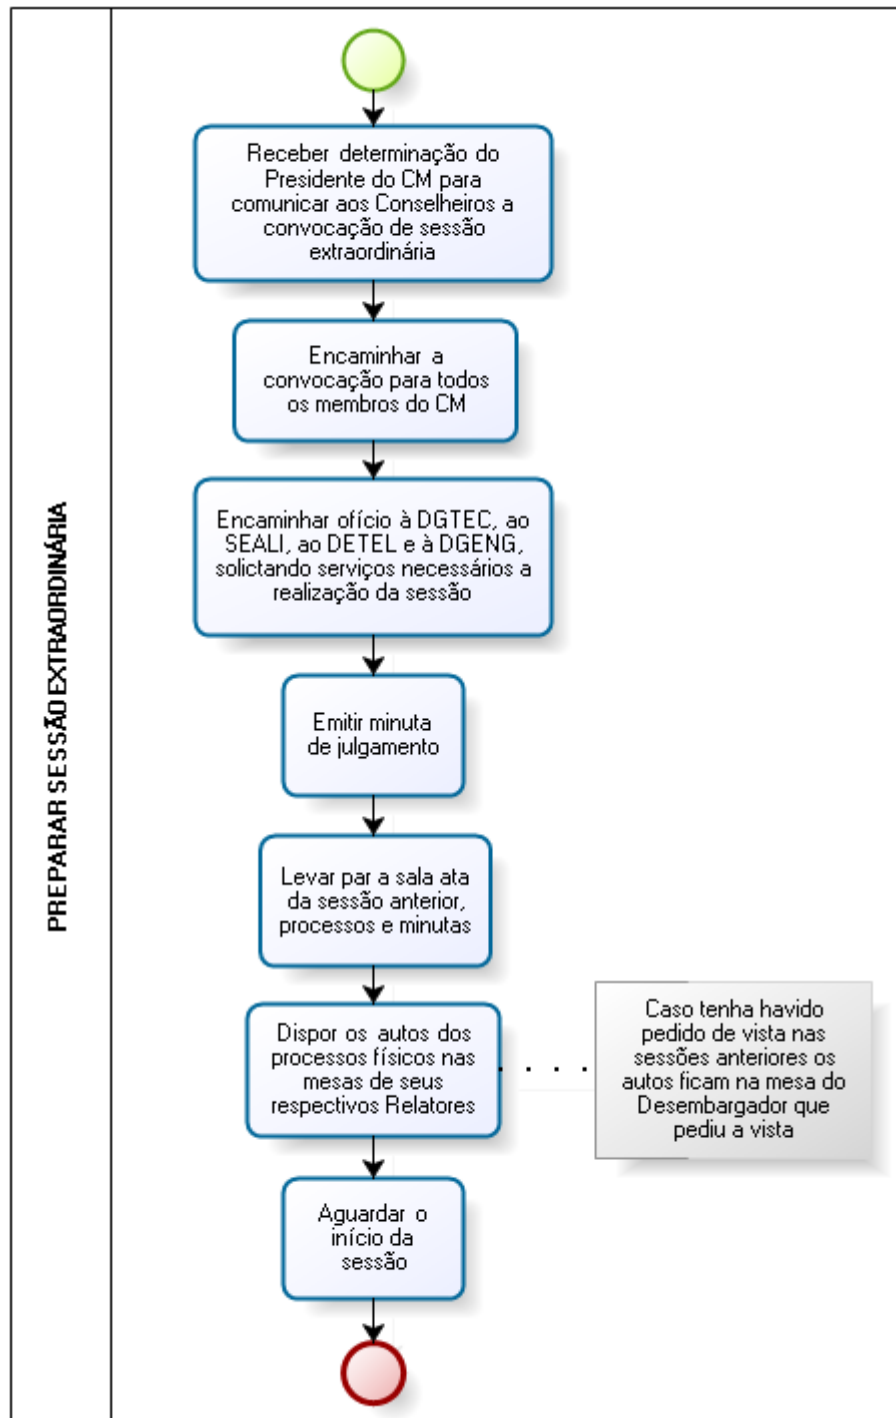 PREPARAR SESSÃO EXTRAORDINÁRIA
Receber determinação do
Presidente do CM para
comunicar aos Conselheiros a
convocação de sessão
extraordinária
Encaminhar a
convocação para todos
os membros do CM
Encaminhar ofício à DGTEC, ao
SEALI, ao DETEL e à DGENG,
solictando serviços necessários a
realização da sessão
Emitir minuta
de julgamento
Levar par a sala ata
da sessão anterior,
processos e minutas
Dispor os autos dos
processos físicos nas
mesas de seus
respectivos Relatores
Caso tenha havido
pedido de vista nas
sessões anteriores os
autos ficam na mesa do
Desembargador que
pediu a vista
Aguardar o
início da
sessão